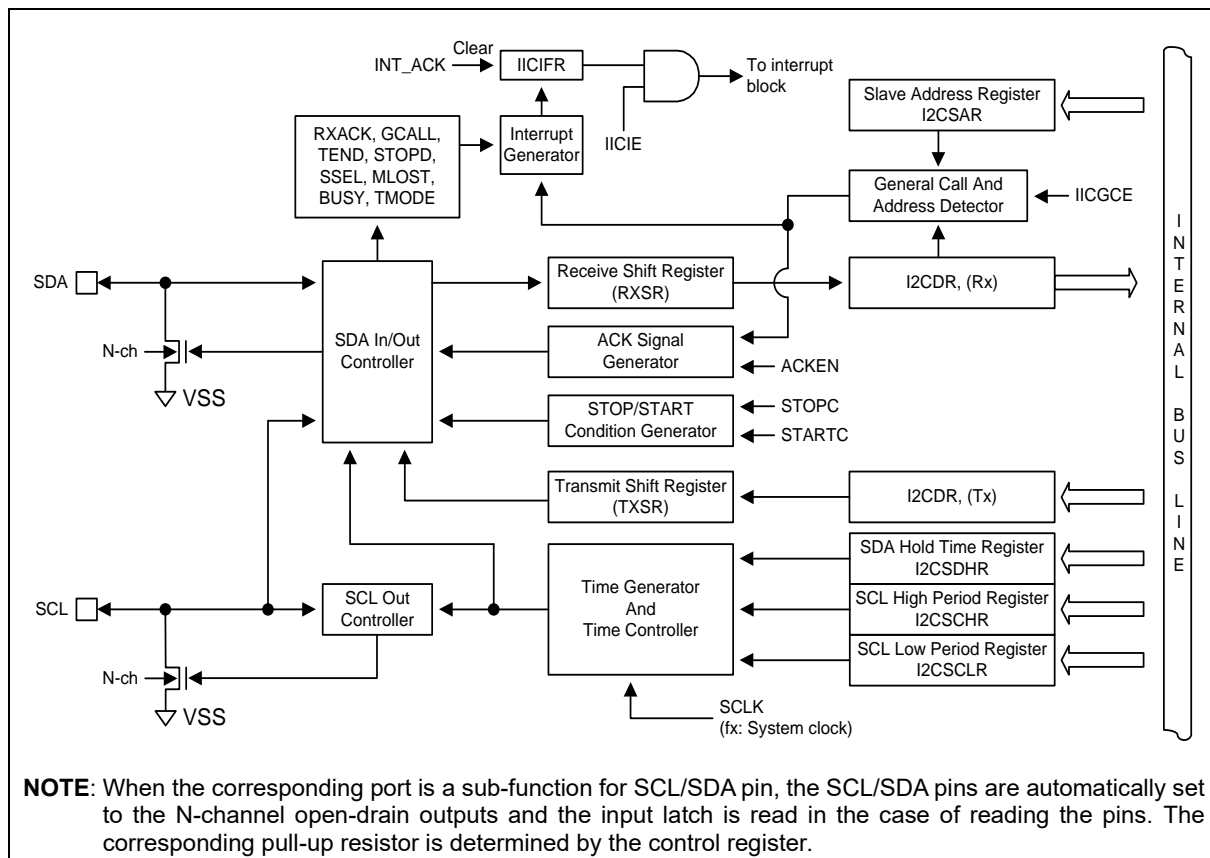 Clear
INT_ACK
IICIFR
To interrupt
block
IICIE
Slave Address Register
I2CSAR
RXACK, GCALL,
TEND, STOPD,
SSEL, MLOST,
BUSY, TMODE
Interrupt
Generator
General Call And
Address Detector
IICGCE
SDA
Receive Shift Register
(RXSR)
I2CDR, (Rx)
N-ch
VSS
SDA In/Out
Controller
ACK Signal
Generator
ACKEN
STOP/START
Condition Generator
STOPC
STARTC
Transmit Shift Register
(TXSR)
I2CDR, (Tx)
SDA Hold Time Register
I2CSDHR
SCL High Period Register
I2CSCHR
SCL Low Period Register
I2CSCLR
Time Generator
And
Time Controller
SCL
SCL Out
Controller
N-ch
VSS
SCLK
(fx: System clock)
INTERNAL BUS LINE
NOTE: When the corresponding port is a sub-function for SCL/SDA pin, the SCL/SDA pins are automatically set
to the N-channel open-drain outputs and the input latch is read in the case of reading the pins. The
corresponding pull-up resistor is determined by the control register.